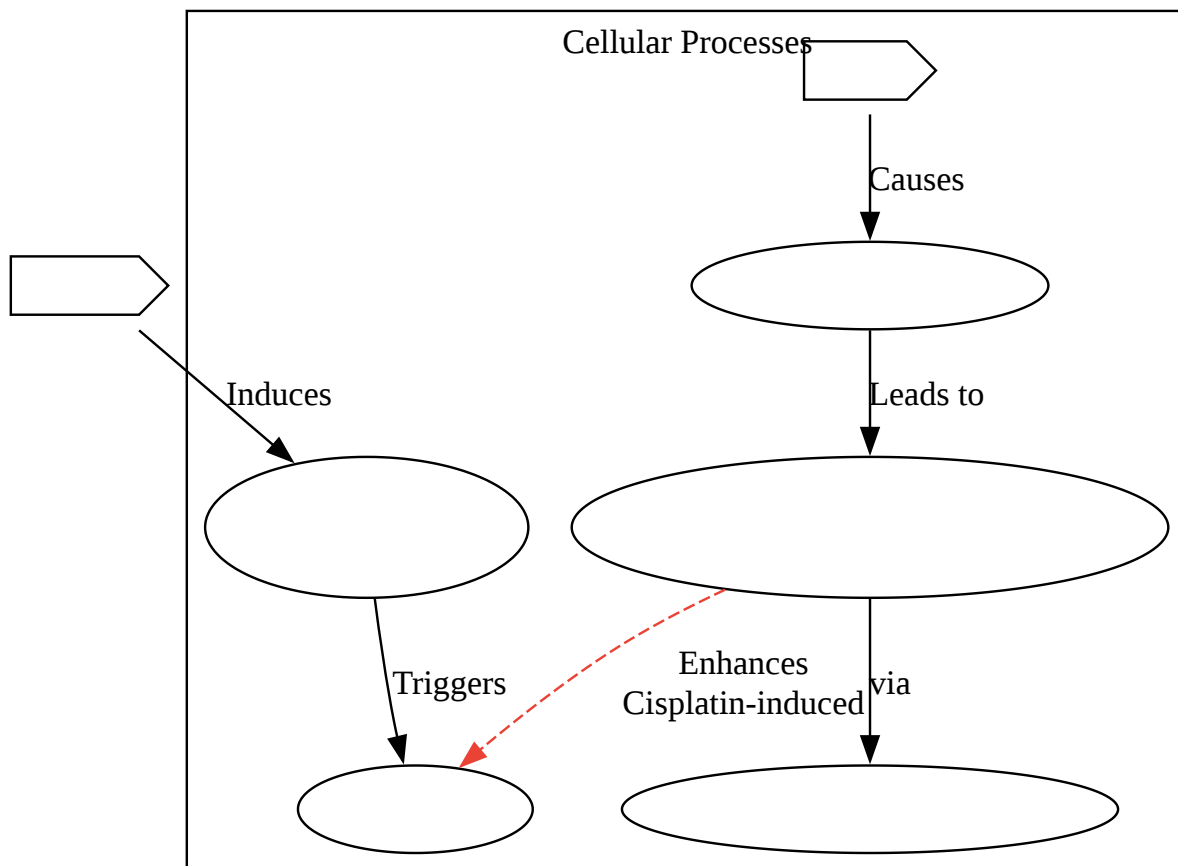 Cellular Processes
Causes
Induces
Leads to
Triggers
Enhances
Cisplatin-induced
via